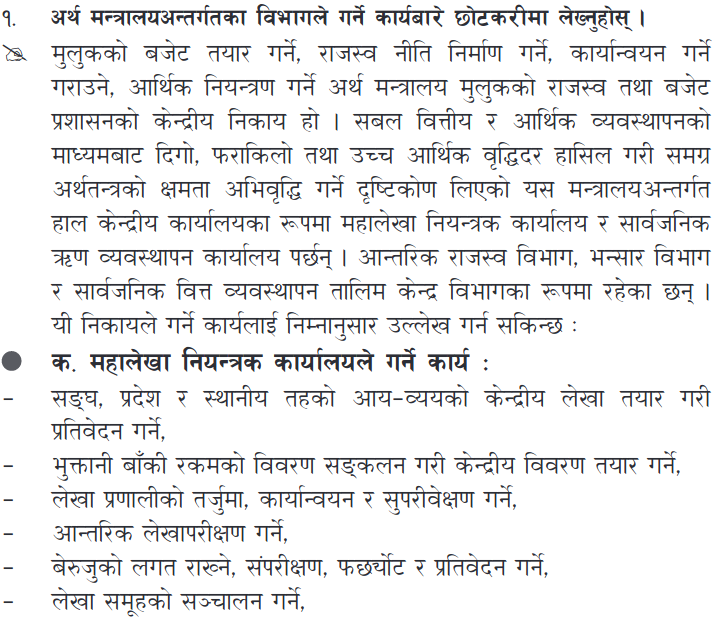 १. अर्थ मन्त्रालयअन्तर्गतका विभागले गर्ने कार्यबारे छोटकरीमा लेख्नुहोस् ।
मुलुकको बजेट तयार गर्ने, राजस्व नीति निर्माण गर्ने, कार्यान्वयन गर्ने
गराउने, आर्थिक नियन्त्रण गर्ने अर्थ मन्त्रालय मुलुकको राजस्व तथा बजेट
प्रशासनको केन्द्रीय निकाय हो । सबल वित्तीय र आर्थिक व्यवस्थापनको
माध्यमबाट दिगो, फराकिलो तथा उच्च आर्थिक वृद्धिदर हासिल गरी समग्र
अर्थतन्त्रको क्षमता अभिवृद्धि गर्ने दृष्टिकोण लिएको यस मन्त्रालयअन्तर्गत
हाल केन्द्रीय कार्यालयका रूपमा महालेखा नियन्त्रक कार्यालय र सार्वजनिक
ऋण व्यवस्थापन कार्यालय पर्छन् । आन्तरिक राजस्व विभाग, भन्सार विभाग
र सार्वजनिक वित्त व्यवस्थापन तालिम केन्द्र विभागका रूपमा रहेका छन् ।
यी निकायले गर्ने कार्यलाई निम्नानुसार उल्लेख गर्न सकिन्छ :
● क. महालेखा नियन्त्रक कार्यालयले गर्ने कार्य :
- सङ्घ, प्रदेश र स्थानीय तहको आय-व्ययको केन्द्रीय लेखा तयार गरी
प्रतिवेदन गर्ने,
- भुक्तानी बाँकी रकमको विवरण सङ्कलन गरी केन्द्रीय विवरण तयार गर्ने,
- लेखा प्रणालीको तर्जुमा, कार्यान्वयन र सुपरीवेक्षण गर्ने,
- आन्तरिक लेखापरीक्षण गर्ने,
- बेरुजुको लगत राख्ने, संपरीक्षण, फर्छ्योट र प्रतिवेदन गर्ने,
- लेखा समूहको सञ्चालन गर्ने,